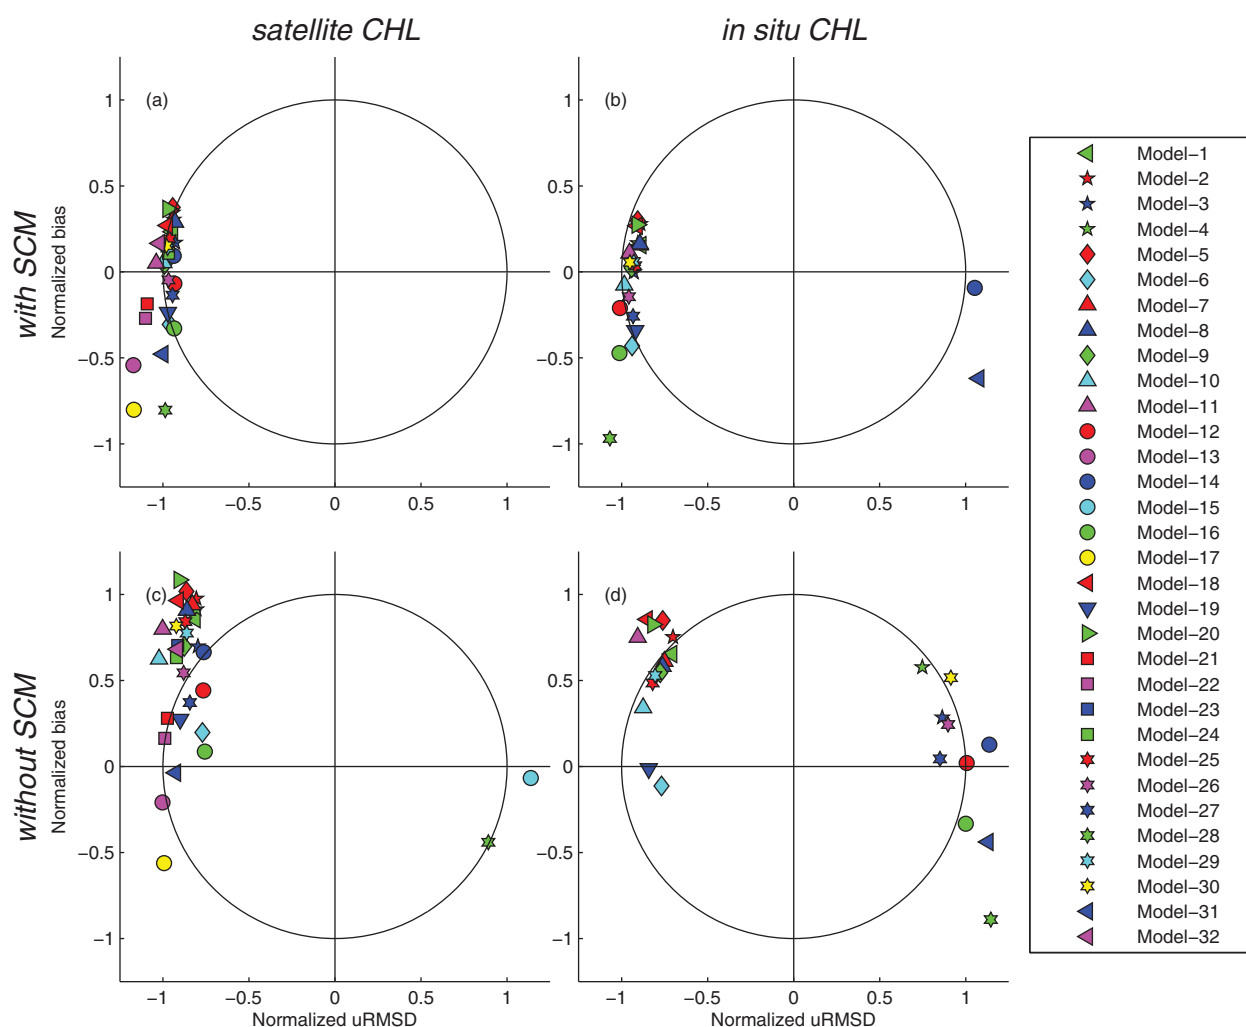 satellite CHL
in situ CHL
with SCM
Normalized bias
(a)
1
0.5
0
−0.5
−1
−1
−0.5
0
0.5
1
(b)
1
0.5
0
−0.5
−1
−1
−0.5
0
0.5
1
without SCM
Normalized bias
(c)
1
0.5
0
−0.5
−1
−1
−0.5
0
0.5
1
Normalized uRMSD
(d)
1
0.5
0
−0.5
−1
−1
−0.5
0
0.5
1
Normalized uRMSD
Model−1
Model−2
Model−3
Model−4
Model−5
Model−6
Model−7
Model−8
Model−9
Model−10
Model−11
Model−12
Model−13
Model−14
Model−15
Model−16
Model−17
Model−18
Model−19
Model−20
Model−21
Model−22
Model−23
Model−24
Model−25
Model−26
Model−27
Model−28
Model−29
Model−30
Model−31
Model−32